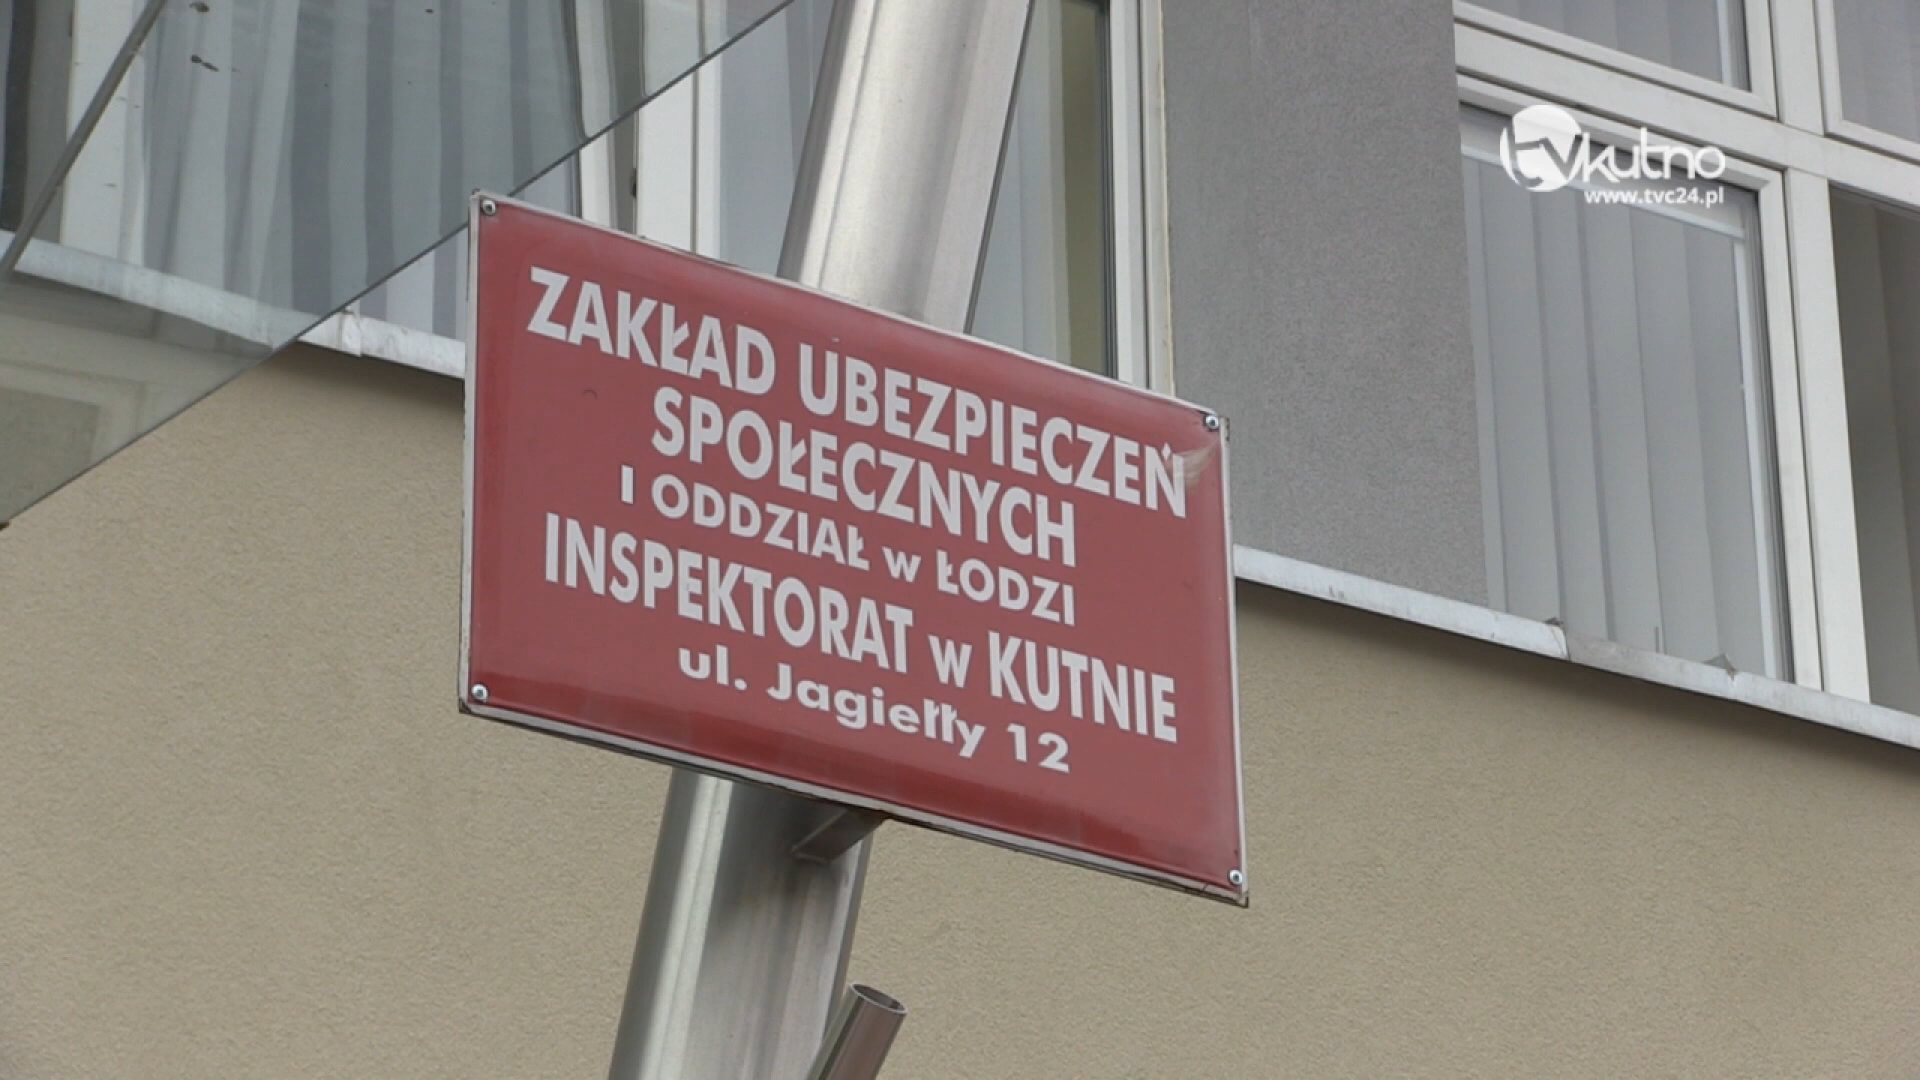 tvkutno
www.tvc24.pl
ZAKŁAD UBEZPIECZEŃ
SPOŁECZNYCH
I ODDZIAŁ w ŁODZI
INSPEKTORAT w KUTNIE
ul. Jagiełły 12